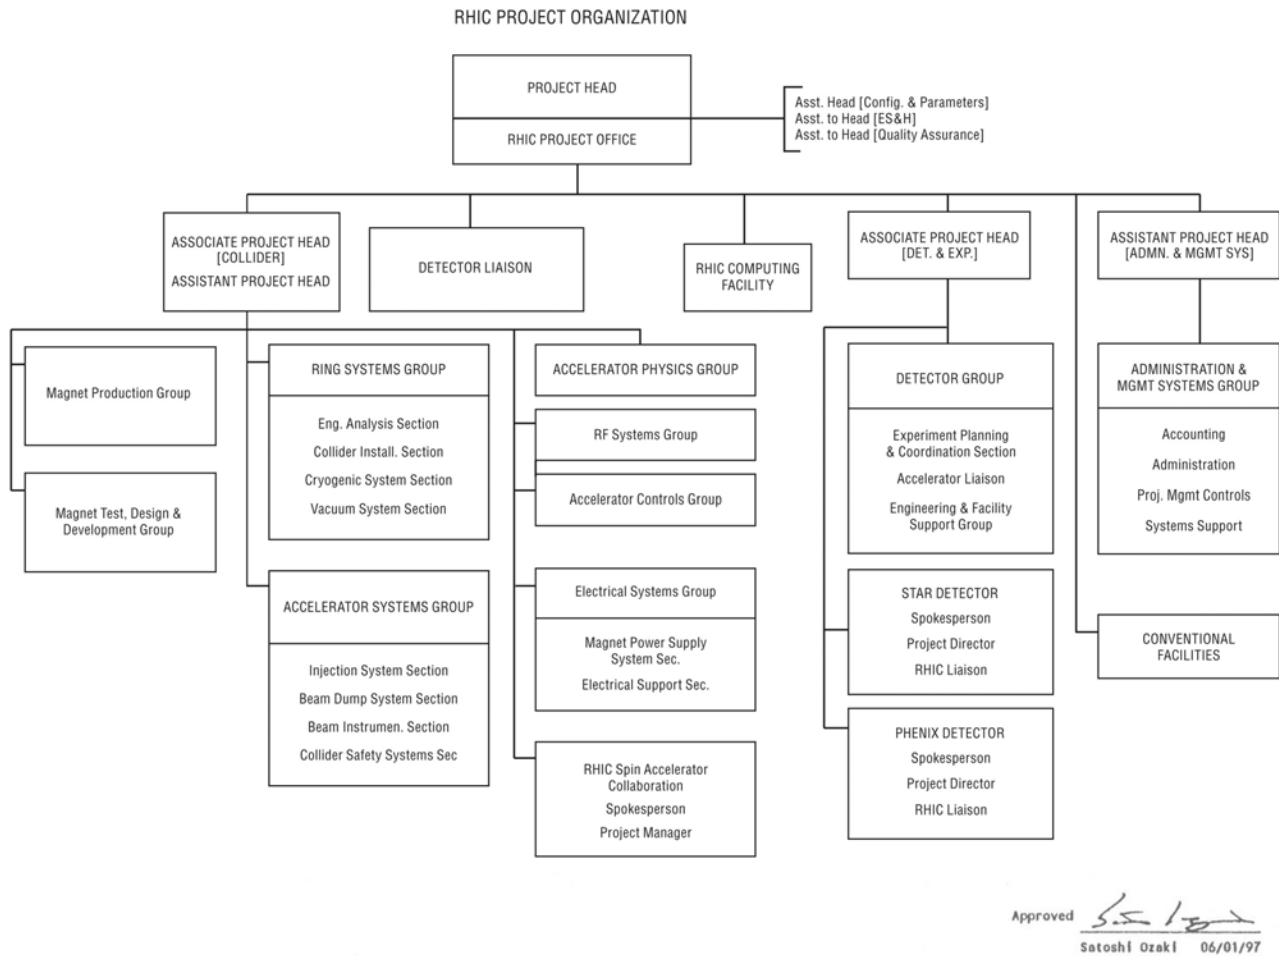 RHIC PROJECT ORGANIZATION
PROJECT HEAD
RHIC PROJECT OFFICE
Asst. Head [Config. & Parameters]
Asst. to Head [ES&H]
Asst. to Head [Quality Assurance]
ASSOCIATE PROJECT HEAD
[COLLIDER]
ASSISTANT PROJECT HEAD
DETECTOR LIAISON
RHIC COMPUTING
FACILITY
ASSOCIATE PROJECT HEAD
[DET. & EXP.]
ASSISTANT PROJECT HEAD
[ADMN. & MGMT SYS]
Magnet Production Group
Magnet Test, Design &
Development Group
RING SYSTEMS GROUP
Eng. Analysis Section
Collider Install. Section
Cryogenic System Section
Vacuum System Section
ACCELERATOR SYSTEMS GROUP
Injection System Section
Beam Dump System Section
Beam Instrumen. Section
Collider Safety Systems Sec
ACCELERATOR PHYSICS GROUP
RF Systems Group
Accelerator Controls Group
Electrical Systems Group
Magnet Power Supply
System Sec.
Electrical Support Sec.
RHIC Spin Accelerator
Collaboration
Spokesperson
Project Manager
DETECTOR GROUP
Experiment Planning
& Coordination Section
Accelerator Liaison
Engineering & Facility
Support Group
STAR DETECTOR
Spokesperson
Project Director
RHIC Liaison
PHENIX DETECTOR
Spokesperson
Project Director
RHIC Liaison
ADMINISTRATION &
MGMT SYSTEMS GROUP
Accounting
Administration
Proj. Mgmt Controls
Systems Support
CONVENTIONAL
FACILITIES
Approved
Satoshi Ozaki 06/01/97